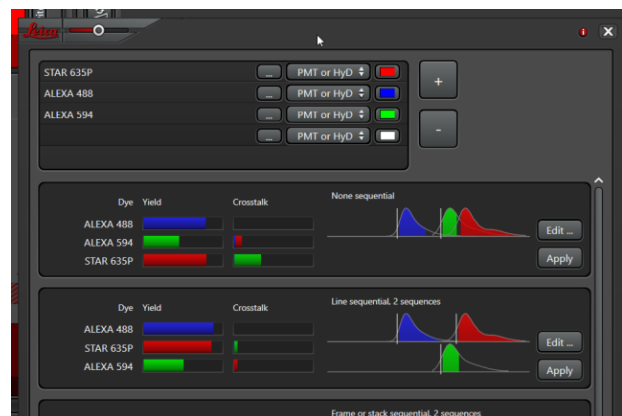 Leica
STAR 635P ... PMT or HyD
ALEXA 488 ... PMT or HyD
ALEXA 594 ... PMT or HyD
... PMT or HyD
+
-
Dye Yield Crosstalk None sequential
ALEXA 488
ALEXA 594
STAR 635P
Edit ...
Apply
Dye Yield Crosstalk Line sequential, 2 sequences
ALEXA 488
STAR 635P
ALEXA 594
Edit ...
Apply
Frame or stack sequential, 2 sequences